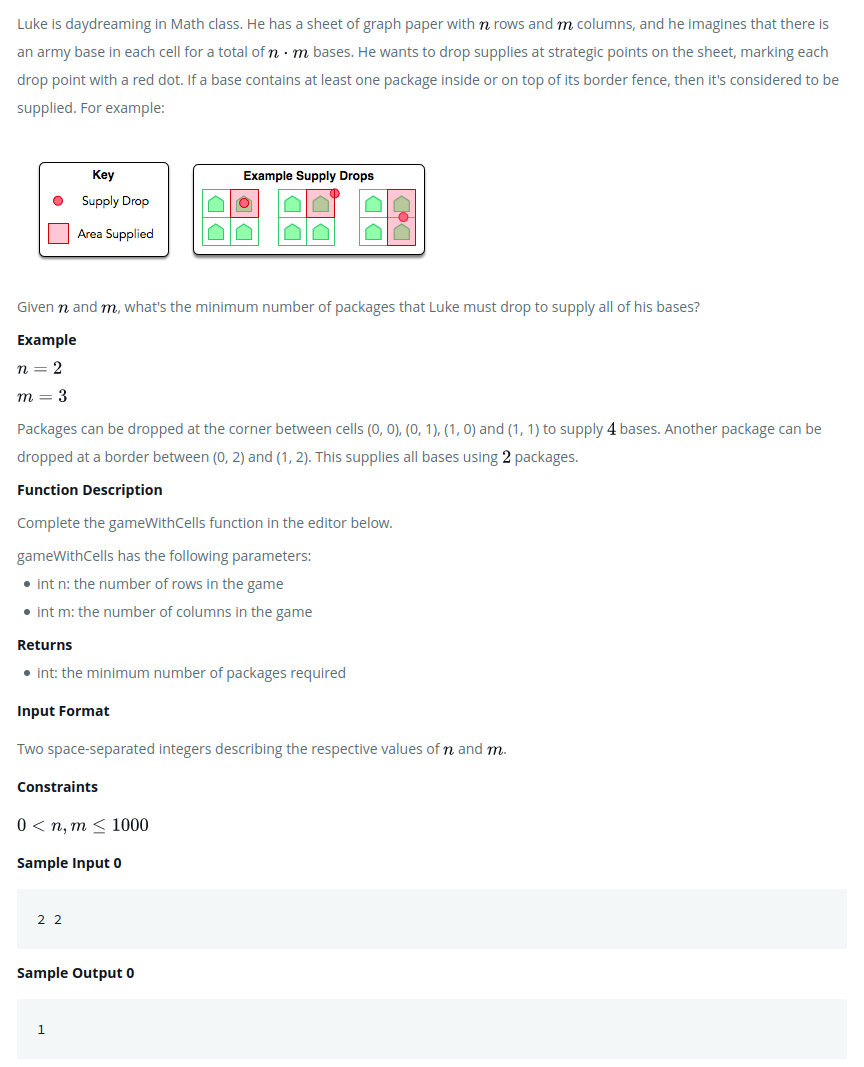 Luke is daydreaming in Math class. He has a sheet of graph paper with n rows and m columns, and he imagines that there is
an army base in each cell for a total of n · m bases. He wants to drop supplies at strategic points on the sheet, marking each
drop point with a red dot. If a base contains at least one package inside or on top of its border fence, then it's considered to be
supplied. For example:
Key
Supply Drop
Area Supplied
Example Supply Drops
Given n and m, what's the minimum number of packages that Luke must drop to supply all of his bases?
Example
n = 2
m = 3
Packages can be dropped at the corner between cells (0, 0), (0, 1), (1, 0) and (1, 1) to supply 4 bases. Another package can be
dropped at a border between (0, 2) and (1, 2). This supplies all bases using 2 packages.
Function Description
Complete the gameWithCells function in the editor below.
gameWithCells has the following parameters:
• int n: the number of rows in the game
• int m: the number of columns in the game
Returns
• int: the minimum number of packages required
Input Format
Two space-separated integers describing the respective values of n and m.
Constraints
0 < n, m ≤ 1000
Sample Input 0
2 2
Sample Output 0
1